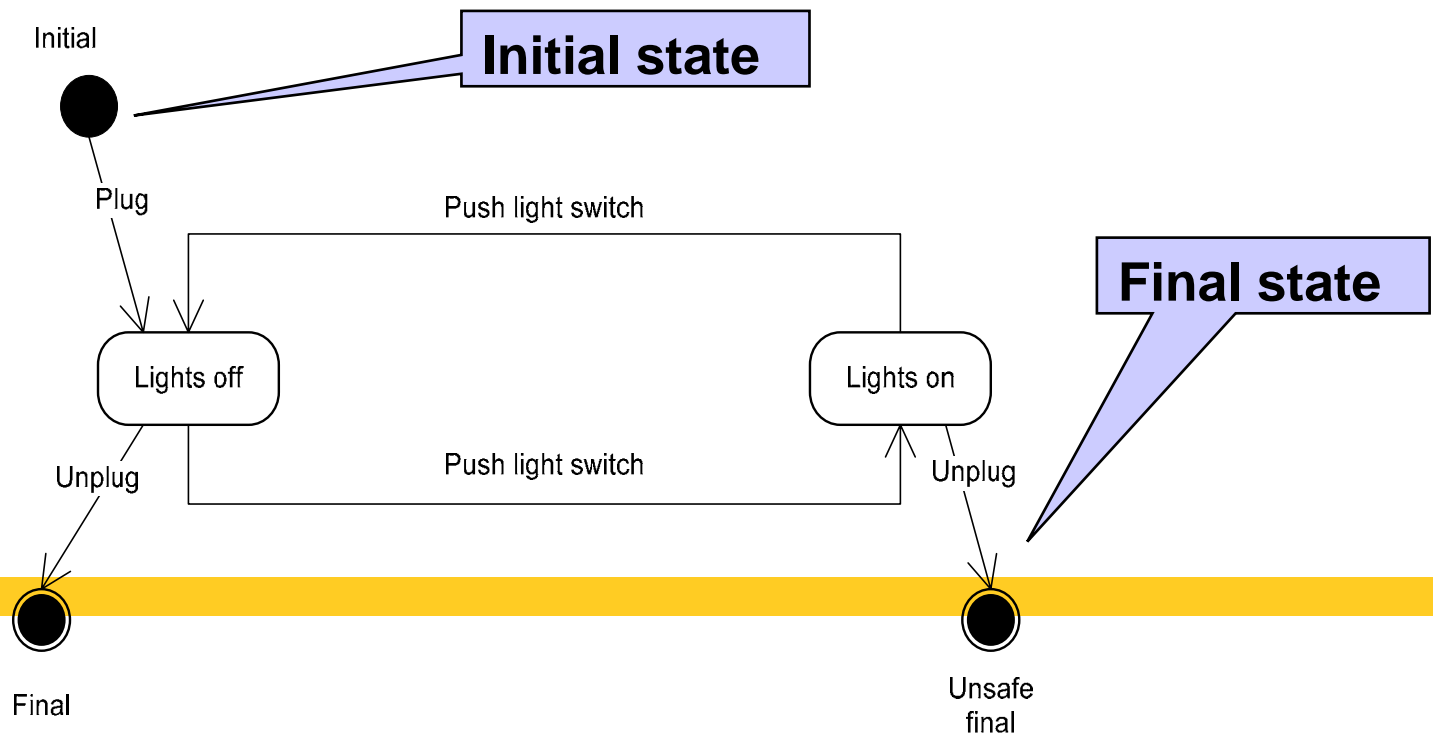 Initial
Initial state
Plug
Push light switch
Final state
Lights off
Lights on
Unplug
Push light switch
Unplug
Final
Unsafe
final